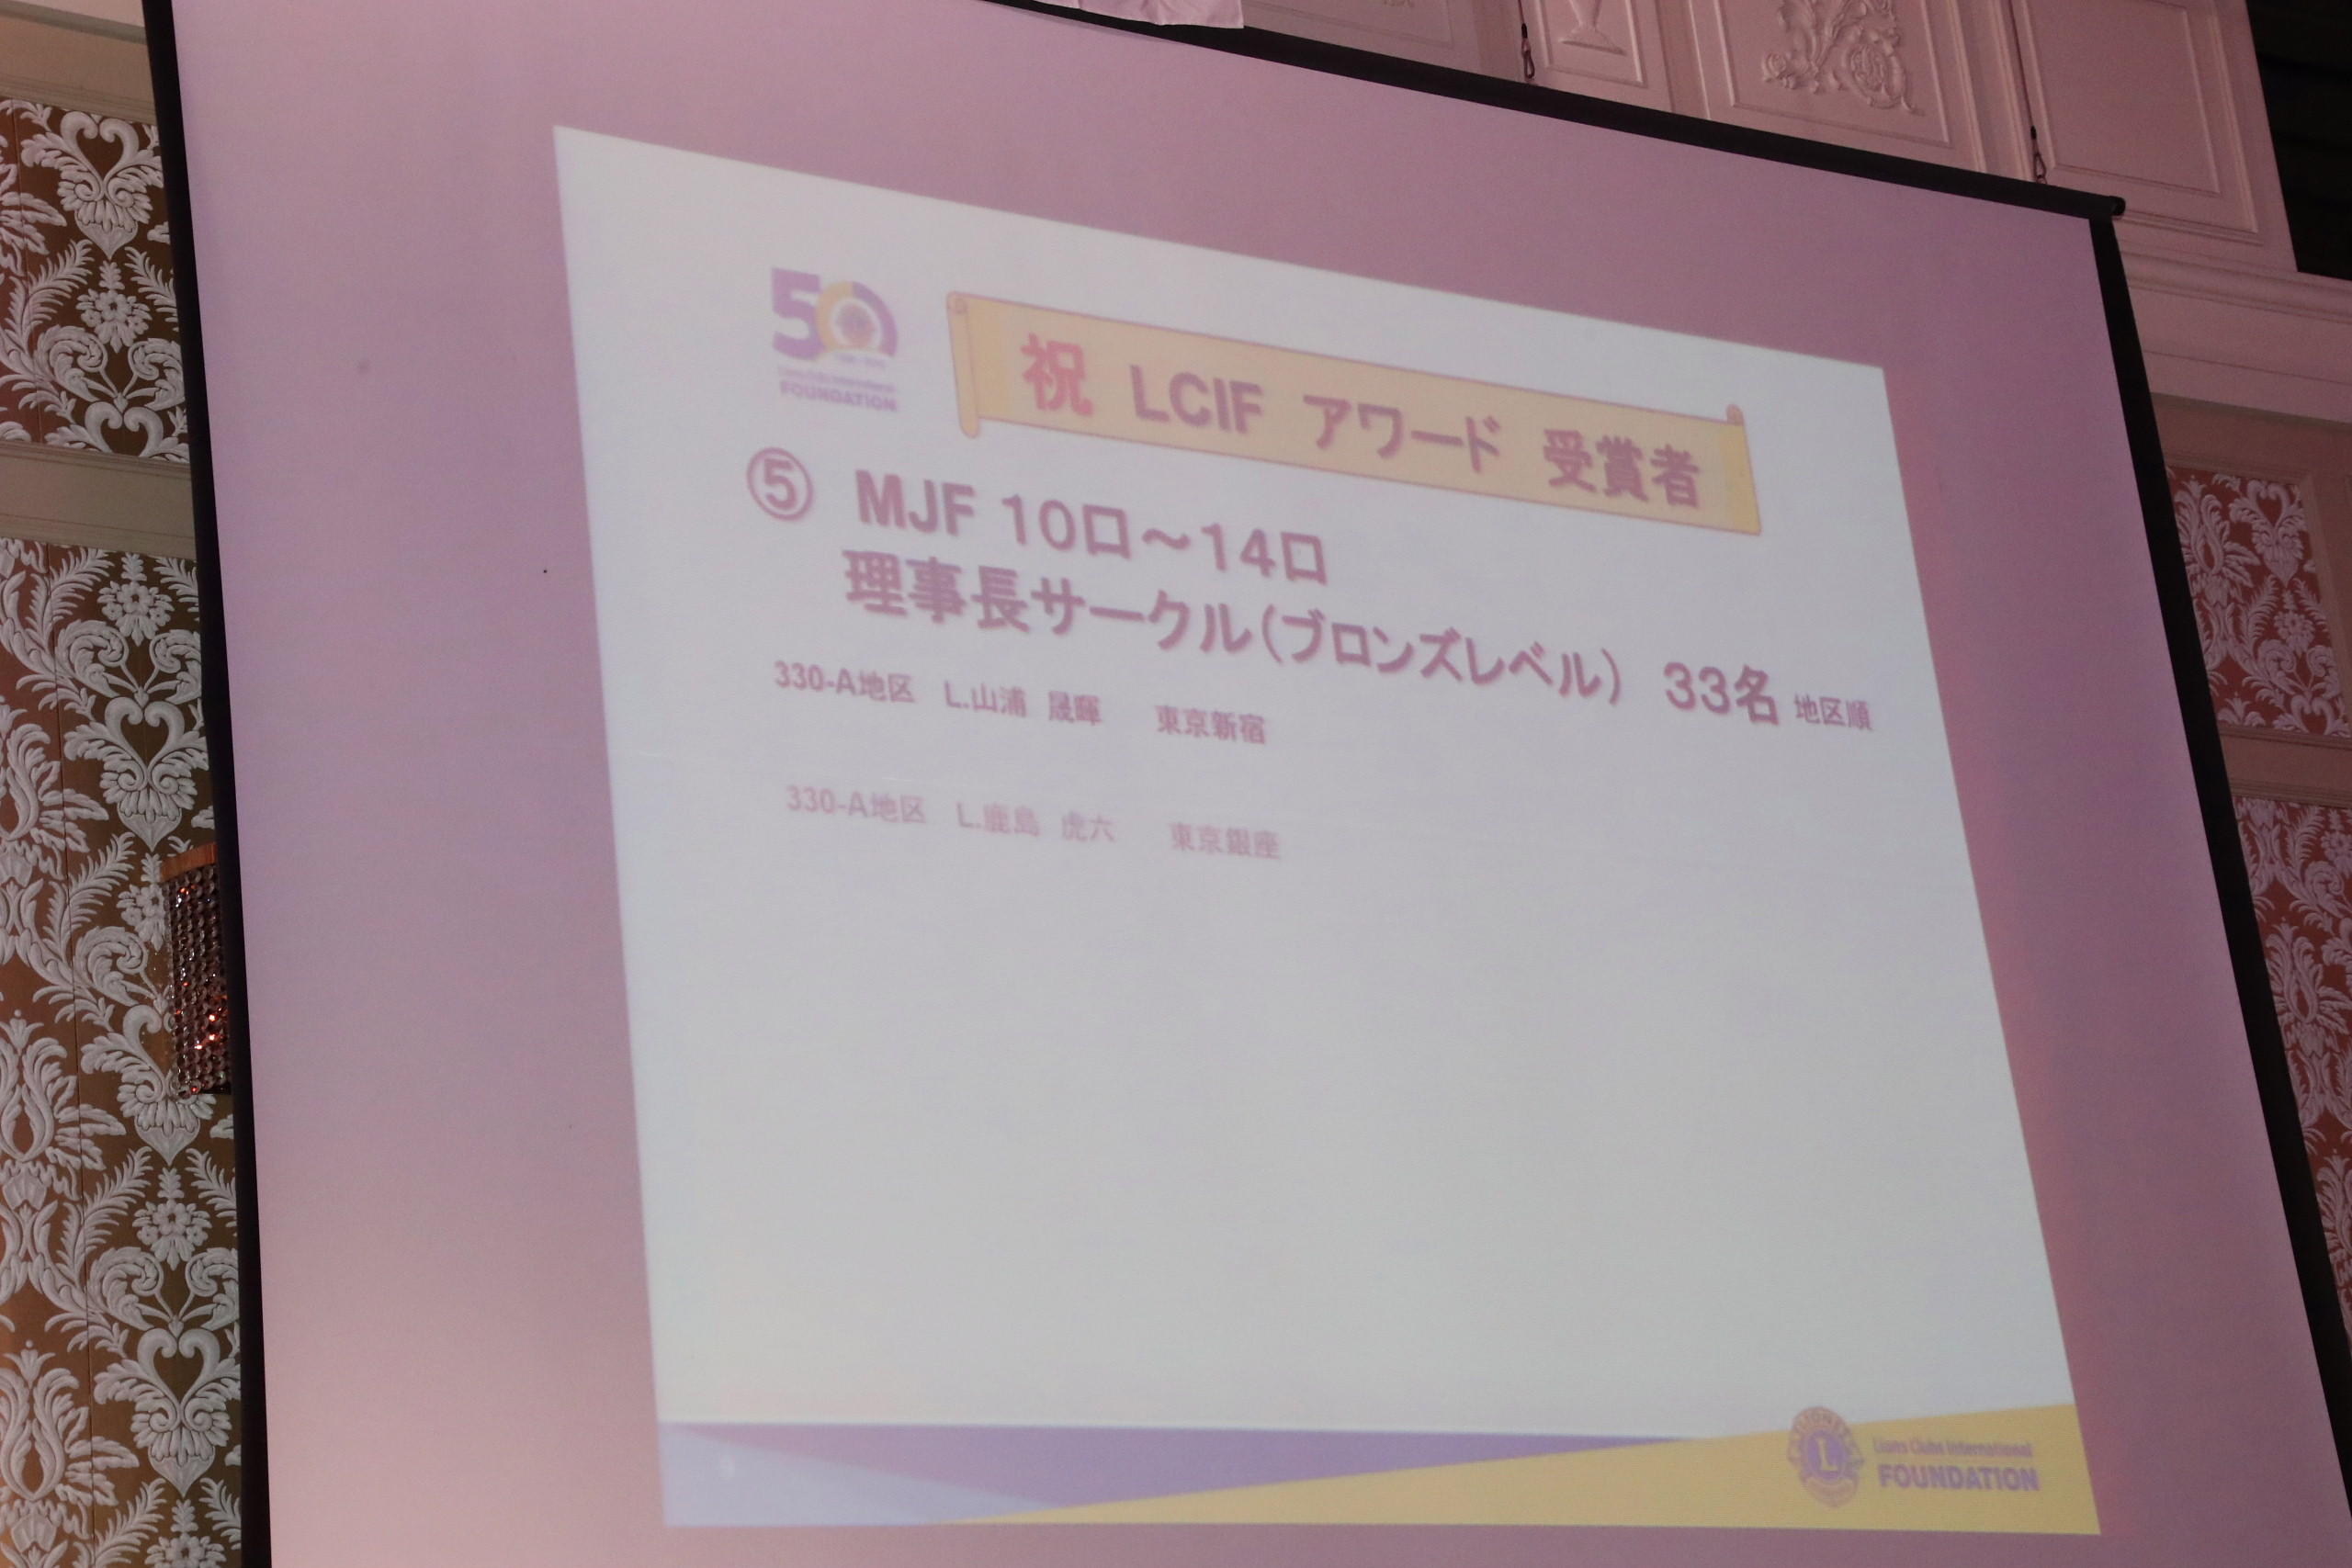 50
Lions Clubs International
FOUNDATION
祝 LCIF アワード 受賞者
⑤ MJF 10口～14口
理事長サークル（ブロンズレベル） 33名 地区順
330-A地区 L.山浦 晟暉 東京新宿
330-A地区 L.鹿島 虎六 東京銀座
L
Lions Clubs International
FOUNDATION